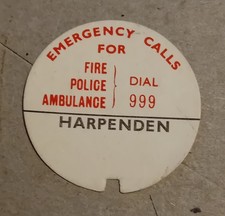 EMERGENCY CALLS
FOR
FIRE
POLICE DIAL
AMBULANCE 999
HARPENDEN